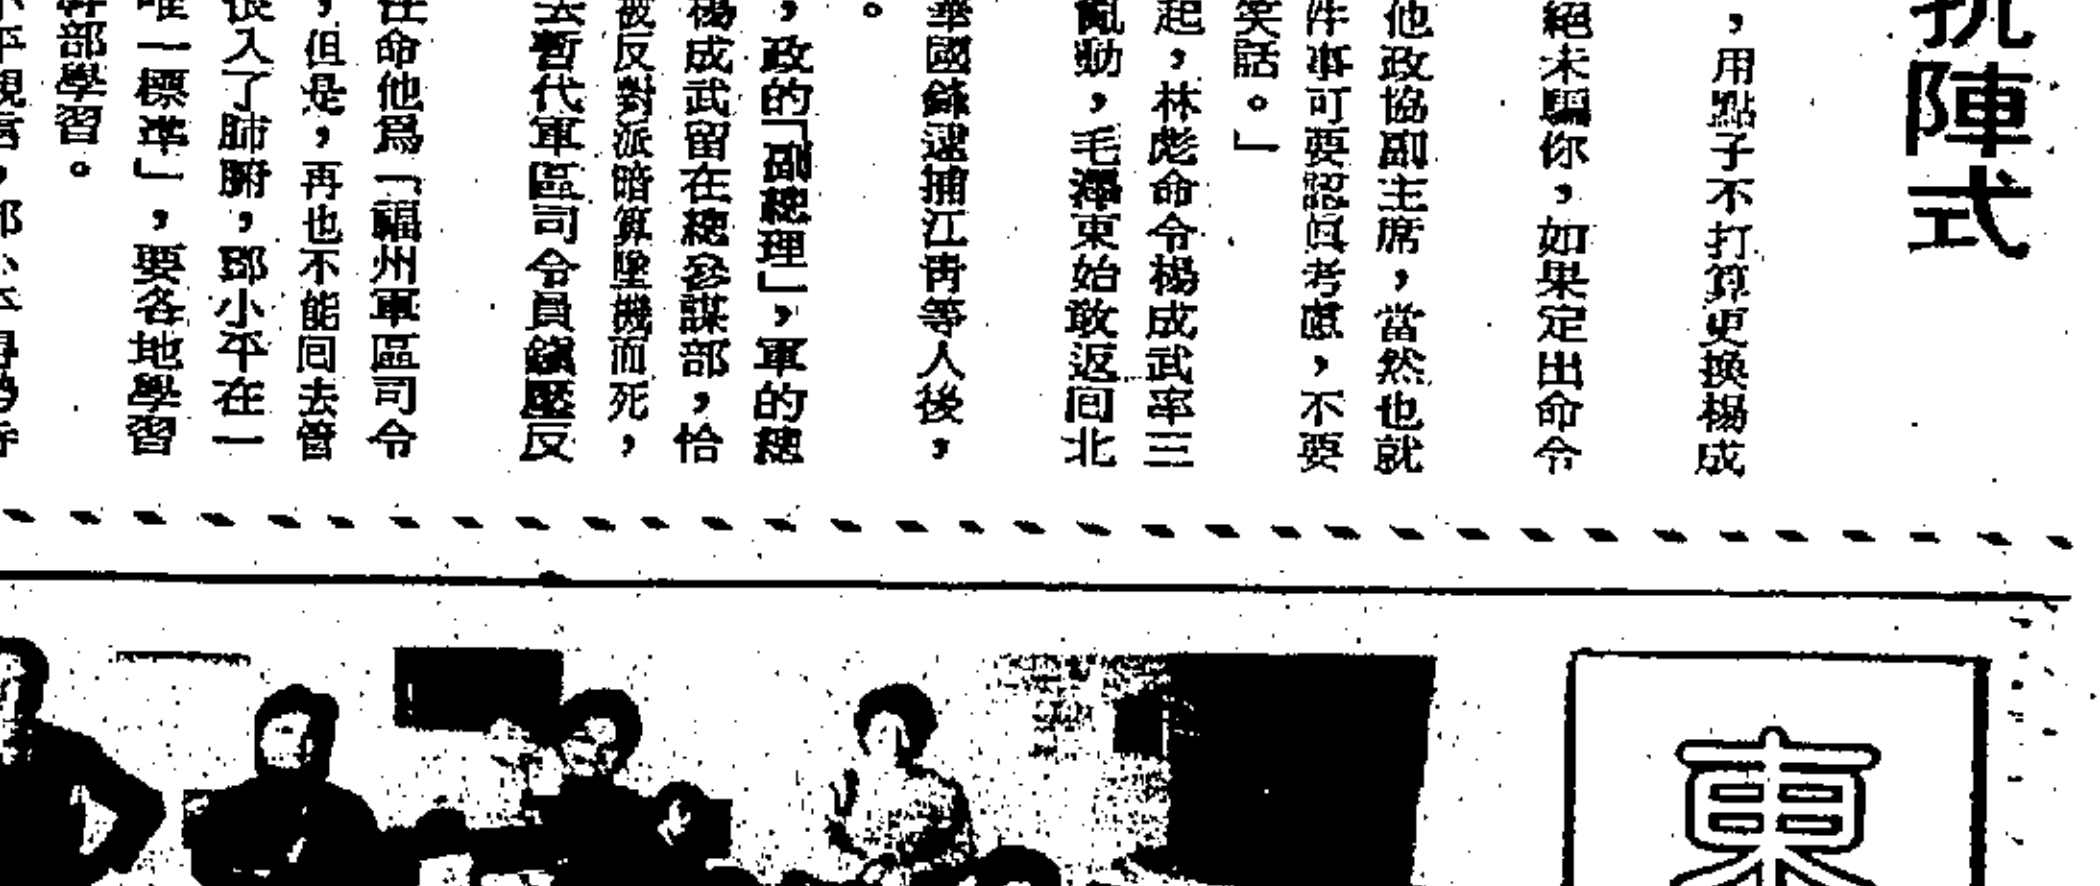 陣式
，用點子不打算更換楊成
絕未騙你，如果定出命令
他政協副主席，當然也就
件事可要認眞考慮，不要
笑話。」
起，林彪命令楊成武率三
亂動，毛澤東始敢返回北
華國鋒逮捕江青等人後，
。
，政的「副總理」，軍的總
楊成武留在總參謀部，恰
被反對派暗算墜機而死，
去暫代軍區司令員鎮壓反
任命他爲「福州軍區司令
，但是，再也不能回去當
很入了肺腑，鄧小平在一
唯一標準」，要各地學習
幹部學習。
東